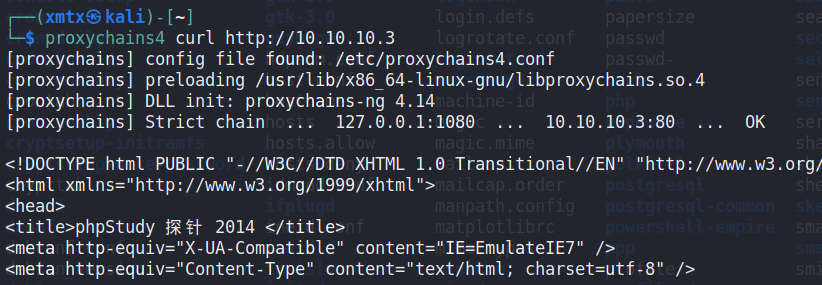 ┌──(xmtx㉿kali)-[~]
└─$ proxychains4 curl http://10.10.10.3
[proxychains] config file found: /etc/proxychains4.conf
[proxychains] preloading /usr/lib/x86_64-linux-gnu/libproxychains.so.4
[proxychains] DLL init: proxychains-ng 4.14
[proxychains] Strict chain  ...  127.0.0.1:1080  ...  10.10.10.3:80  ...  OK
<!DOCTYPE html PUBLIC "-//W3C//DTD XHTML 1.0 Transitional//EN" "http://www.w3.org/
<html xmlns="http://www.w3.org/1999/xhtml">
<head>
<title>phpStudy 探针 2014 </title>
<meta http-equiv="X-UA-Compatible" content="IE=EmulateIE7" />
<meta http-equiv="Content-Type" content="text/html; charset=utf-8" />